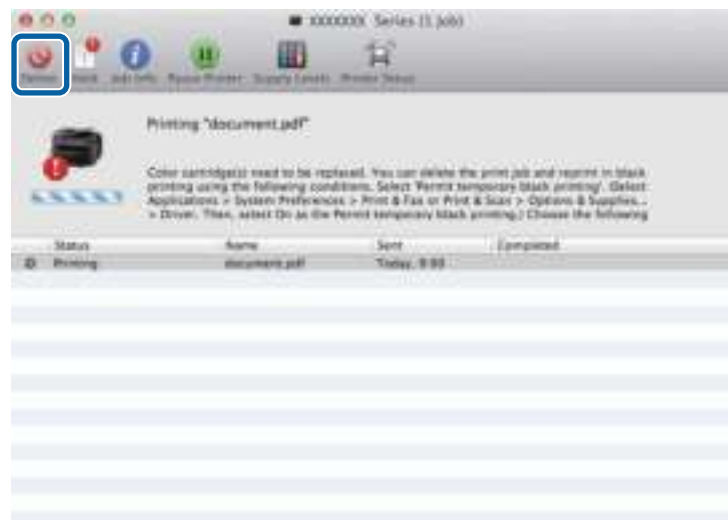 XXXXXXX Series (1 Job)
Delete Hold Job Info Pause Printer Supply Levels Printer Setup
Printing "document.pdf"
Color cartridge(s) need to be replaced. You can delete the print job and reprint in black
printing using the following conditions. Select 'Permit temporary black printing'. (Select
Applications > System Preferences > Print & Fax or Print & Scan > Options & Supplies...
> Driver. Then, select On as the Permit temporary black printing.) Choose the following
Status Name Sent Completed
Printing document.pdf Today,